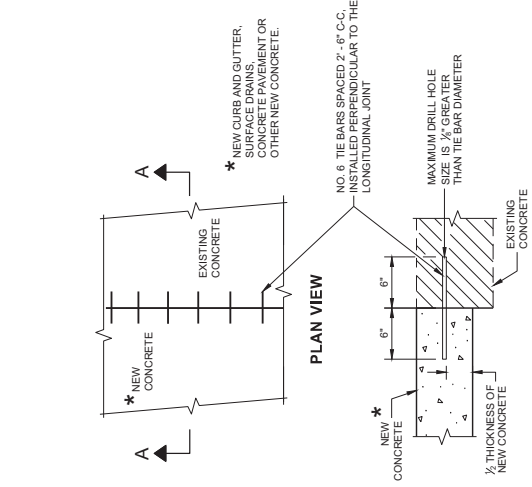 A
A
* NEW
CONCRETE
EXISTING
CONCRETE
* NEW CURB AND GUTTER,
SURFACE DRAINS,
CONCRETE PAVEMENT OR
OTHER NEW CONCRETE.
PLAN VIEW
NO. 6 TIE BARS SPACED 2' - 6" C-C,
INSTALLED PERPENDICULAR TO THE
LONGITUDINAL JOINT
*
NEW
CONCRETE
6"
6"
MAXIMUM DRILL HOLE
SIZE IS ⅛" GREATER
THAN TIE BAR DIAMETER
½ THICKNESS OF
NEW CONCRETE
EXISTING
CONCRETE